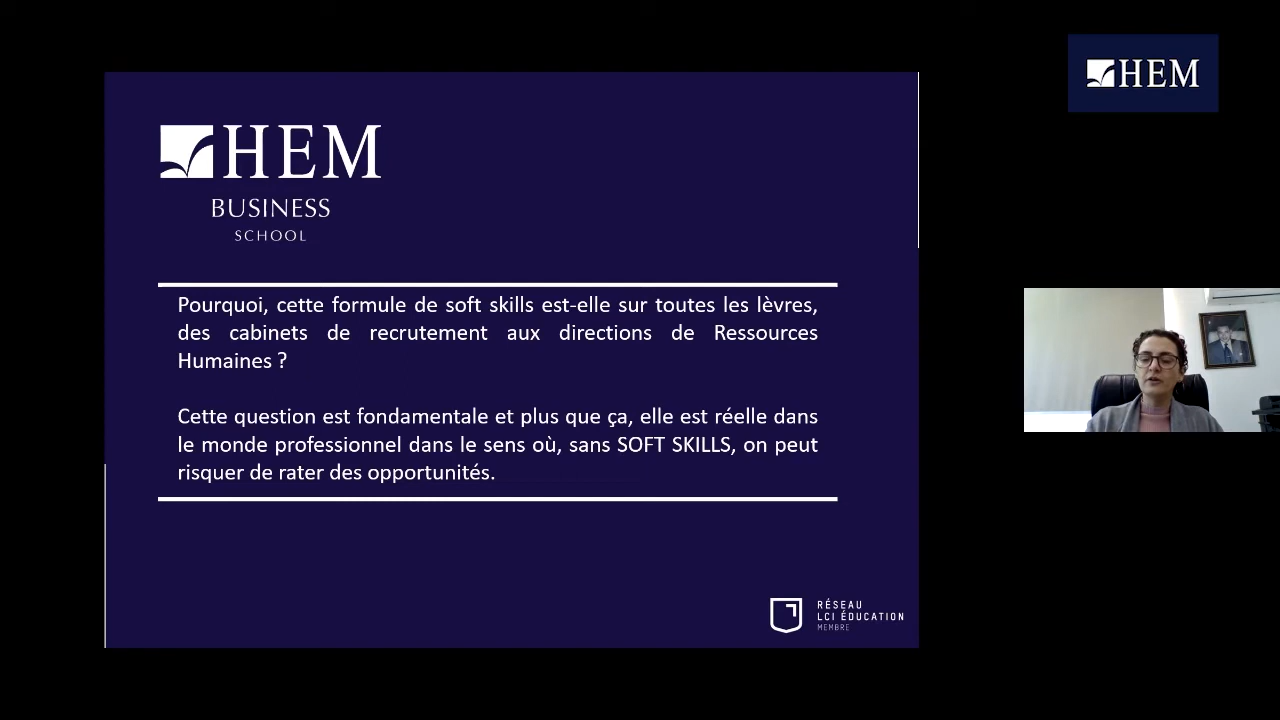 HEM
HEM
BUSINESS
SCHOOL
Pourquoi, cette formule de soft skills est-elle sur toutes les lèvres,
des cabinets de recrutement aux directions de Ressources
Humaines ?
Cette question est fondamentale et plus que ça, elle est réelle dans
le monde professionnel dans le sens où, sans SOFT SKILLS, on peut
risquer de rater des opportunités.
RÉSEAU
LCI ÉDUCATION
MEMBRE